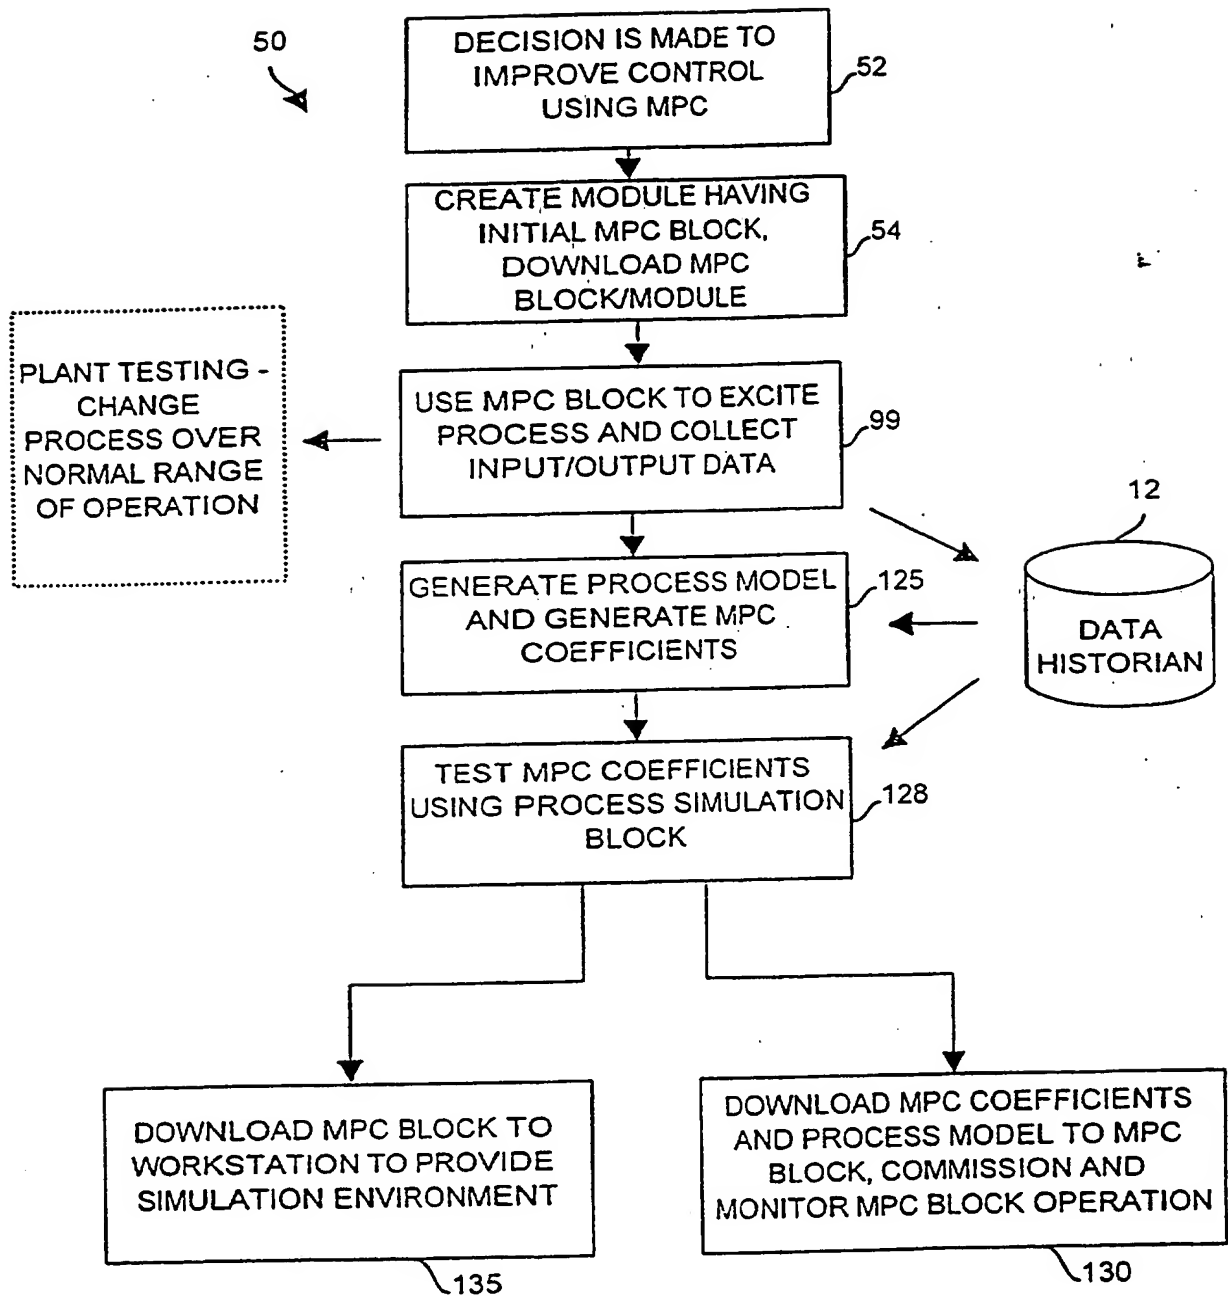 50
DECISION IS MADE TO
IMPROVE CONTROL
USING MPC
52
CREATE MODULE HAVING
INITIAL MPC BLOCK,
DOWNLOAD MPC
BLOCK/MODULE
54
PLANT TESTING -
CHANGE
PROCESS OVER
NORMAL RANGE
OF OPERATION
USE MPC BLOCK TO EXCITE
PROCESS AND COLLECT
INPUT/OUTPUT DATA
99
12
DATA
HISTORIAN
GENERATE PROCESS MODEL
AND GENERATE MPC
COEFFICIENTS
125
TEST MPC COEFFICIENTS
USING PROCESS SIMULATION
BLOCK
128
DOWNLOAD MPC BLOCK TO
WORKSTATION TO PROVIDE
SIMULATION ENVIRONMENT
135
DOWNLOAD MPC COEFFICIENTS
AND PROCESS MODEL TO MPC
BLOCK, COMMISSION AND
MONITOR MPC BLOCK OPERATION
130